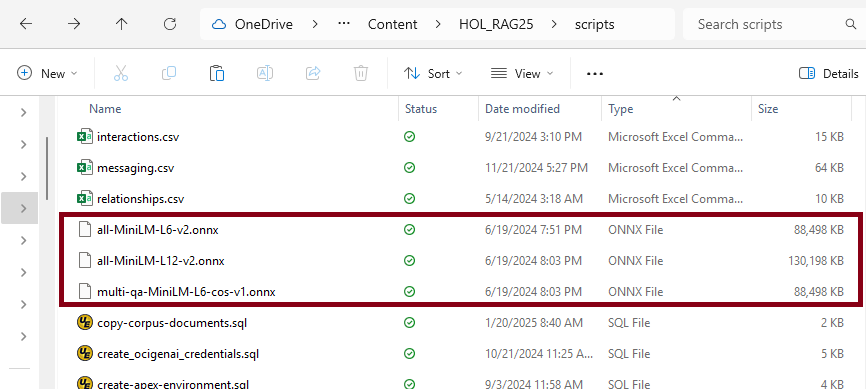 OneDrive > ... Content > HOL_RAG25 > scripts Search scripts
New Sort View ... Details
Name Status Date modified Type Size
interactions.csv 9/21/2024 3:10 PM Microsoft Excel Comma... 15 KB
messaging.csv 11/21/2024 5:27 PM Microsoft Excel Comma... 64 KB
relationships.csv 5/14/2024 3:18 AM Microsoft Excel Comma... 10 KB
all-MiniLM-L6-v2.onnx 6/19/2024 7:51 PM ONNX File 88,498 KB
all-MiniLM-L12-v2.onnx 6/19/2024 8:03 PM ONNX File 130,198 KB
multi-qa-MiniLM-L6-cos-v1.onnx 6/19/2024 8:03 PM ONNX File 88,498 KB
copy-corpus-documents.sql 1/20/2025 8:40 AM SQL File 2 KB
create_ocigenai_credentials.sql 10/21/2024 11:25 A... SQL File 5 KB
create-apex-environment.sql 9/3/2024 11:58 AM SQL File 4 KB